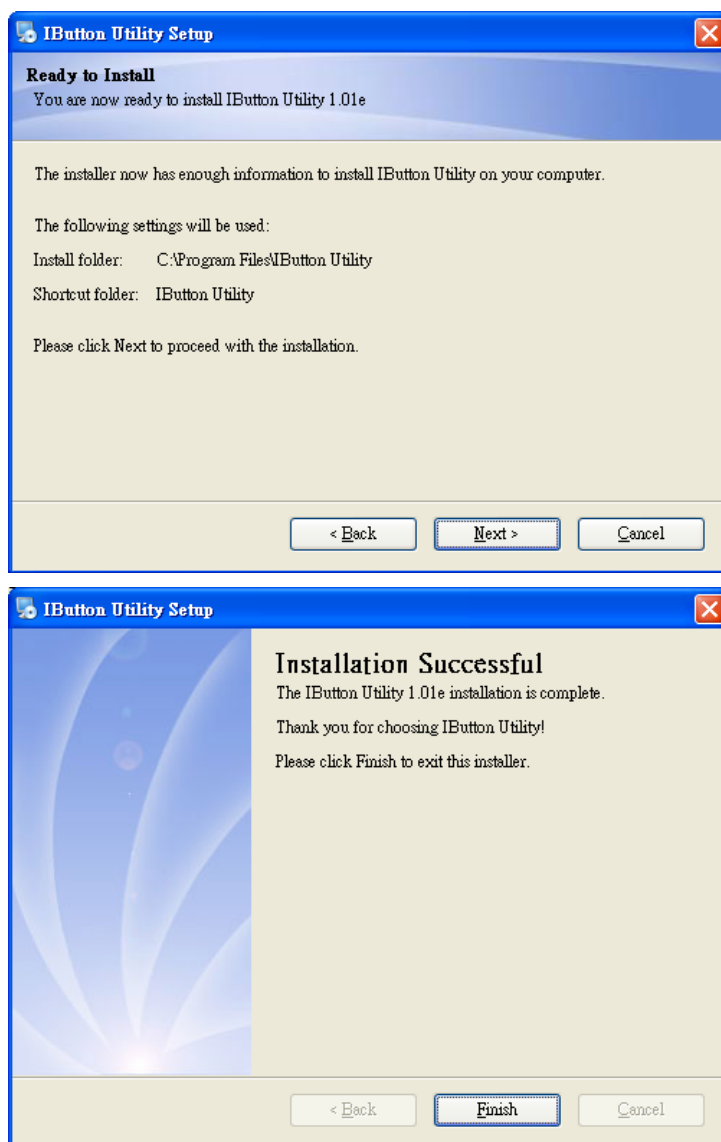 IButton Utility Setup
Ready to Install
You are now ready to install IButton Utility 1.01e
The installer now has enough information to install IButton Utility on your computer.
The following settings will be used:
Install folder: C:\Program Files\IButton Utility
Shortcut folder: IButton Utility
Please click Next to proceed with the installation.
< Back Next > Cancel
IButton Utility Setup
Installation Successful
The IButton Utility 1.01e installation is complete.
Thank you for choosing IButton Utility!
Please click Finish to exit this installer.
< Back Finish Cancel